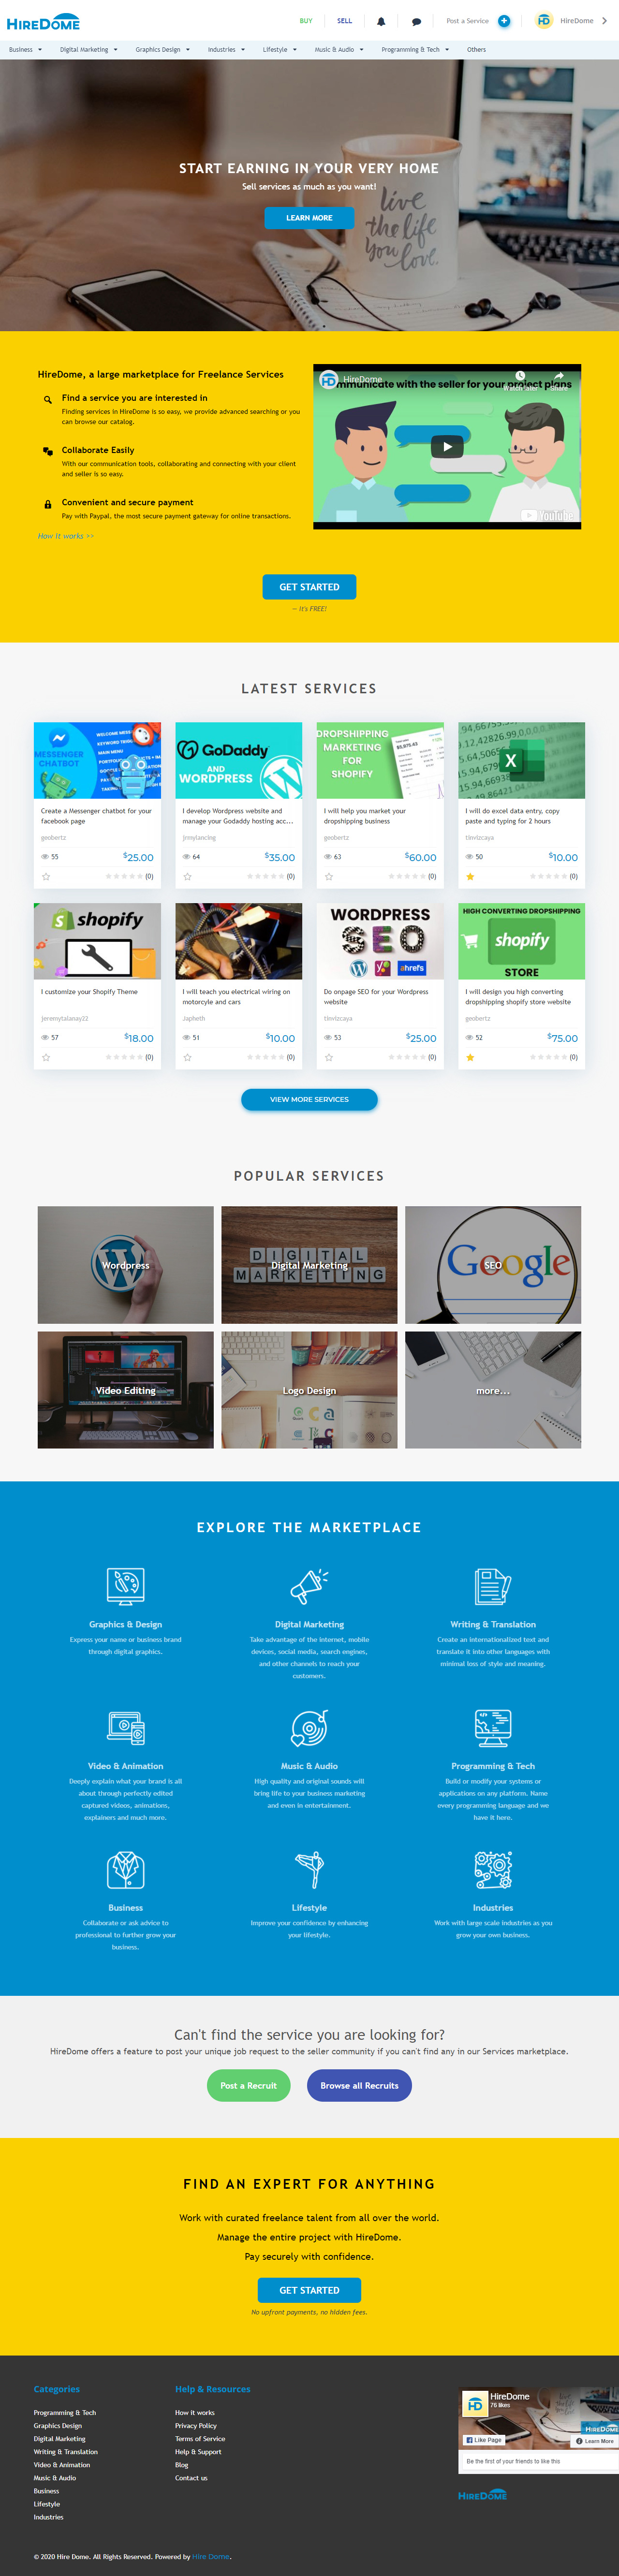 HIREDOME
BUY
SELL
Post a Service
HireDome
Business
Digital Marketing
Graphics Design
Industries
Lifestyle
Music & Audio
Programming & Tech
Others
START EARNING IN YOUR VERY HOME
Sell services as much as you want!
LEARN MORE
live
the life
you
love.
HireDome, a large marketplace for Freelance Services
Find a service you are interested in
Finding services in HireDome is so easy, we provide advanced searching or you
can browse our catalog.
Collaborate Easily
With our communication tools, collaborating and connecting with your client
and seller is so easy.
Convenient and secure payment
Pay with Paypal, the most secure payment gateway for online transactions.
How it works >>
HireDome
mmunicate with the seller for your project plans
Watch later
Share
YouTube
GET STARTED
– It's FREE!
LATEST SERVICES
MESSENGER
CHATBOT
WELCOME MESS
KEYWORD TRIGG
MAIN MENU
GoDaddy
AND
WORDPRESS
DROPSHIPPING
MARKETING
FOR
SHOPIFY
$5,975.43
X
Create a Messenger chatbot for your
facebook page
geobertz
55
$25.00
(0)
I develop Wordpress website and
manage your Godaddy hosting acc...
jrmylancing
64
$35.00
(0)
I will help you market your
dropshipping business
geobertz
63
$60.00
(0)
I will do excel data entry, copy
paste and typing for 2 hours
tinvizcaya
50
$10.00
(0)
shopify
WORDPRESS
SEO
ahrefs
HIGH CONVERTING DROPSHIPPING
shopify
STORE
I customize your Shopify Theme
jeremylalanay22
57
$18.00
(0)
I will teach you electrical wiring on
motorcyle and cars
Japheth
51
$10.00
(0)
Do onpage SEO for your Wordpress
website
tinvizcaya
53
$25.00
(0)
I will design you high converting
dropshipping shopify store website
geobertz
52
$75.00
(0)
VIEW MORE SERVICES
POPULAR SERVICES
Wordpress
DIGITAL
MARKETING
Digital Marketing
Google
SEO
Video Editing
Logo Design
more...
EXPLORE THE MARKETPLACE
Graphics & Design
Express your name or business brand
through digital graphics.
Digital Marketing
Take advantage of the internet, mobile
devices, social media, search engines,
and other channels to reach your
customers.
Writing & Translation
Create an internationalized text and
translate it into other languages with
minimal loss of style and meaning.
Video & Animation
Deeply explain what your brand is all
about through perfectly edited
captured videos, animations,
explainers and much more.
Music & Audio
High quality and original sounds will
bring life to your business marketing
and even in entertainment.
Programming & Tech
Build or modify your systems or
applications on any platform. Name
every programming language and we
have it here.
Business
Collaborate or ask advice to
professional to further grow your
business.
Lifestyle
Improve your confidence by enhancing
your lifestyle.
Industries
Work with large scale industries as you
grow your own business.
Can't find the service you are looking for?
HireDome offers a feature to post your unique job request to the seller community if you can't find any in our Services marketplace.
Post a Recruit
Browse all Recruits
FIND AN EXPERT FOR ANYTHING
Work with curated freelance talent from all over the world.
Manage the entire project with HireDome.
Pay securely with confidence.
GET STARTED
No upfront payments, no hidden fees.
Categories
Programming & Tech
Graphics Design
Digital Marketing
Writing & Translation
Video & Animation
Music & Audio
Business
Lifestyle
Industries
Help & Resources
How it works
Privacy Policy
Terms of Service
Help & Support
Blog
Contact us
HireDome
76 likes
HIREDOME
Like Page
Learn More
Be the first of your friends to like this
HIREDOME
© 2020 Hire Dome. All Rights Reserved. Powered by Hire Dome.